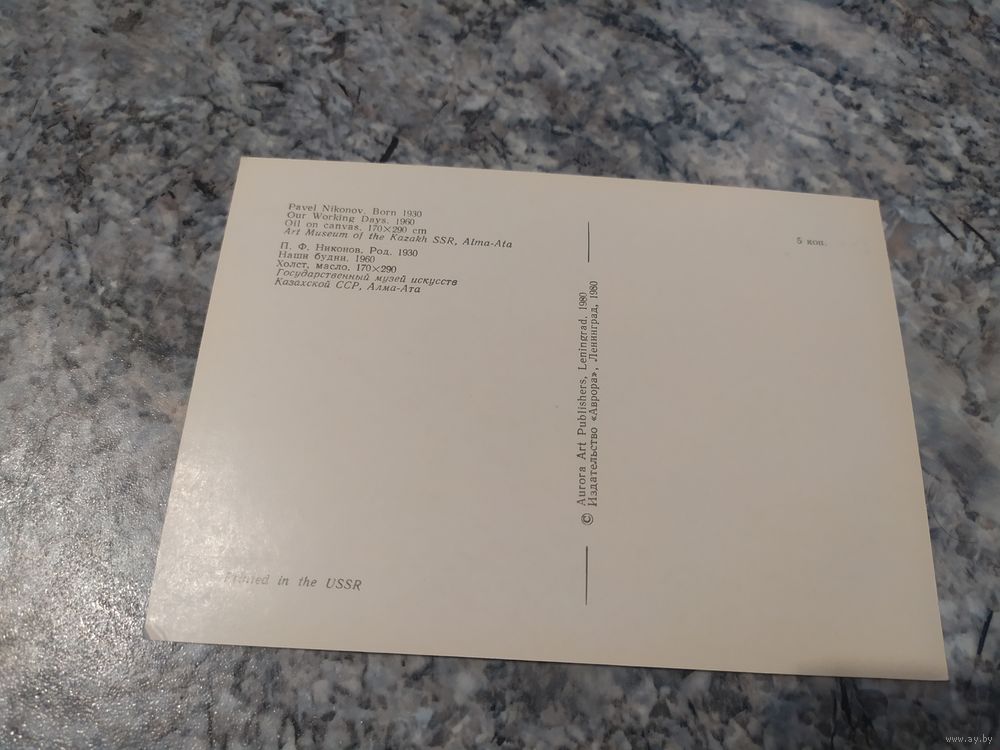 Pavel Nikonov. Born 1930
Our Working Days. 1960
Oil on canvas. 170×290 cm
Art Museum of the Kazakh SSR, Alma-Ata
П. Ф. Никонов. Род. 1930
Наши будни. 1960
Холст, масло. 170×290
Государственный музей искусств
Казахской ССР, Алма-Ата
5 коп.
© Aurora Art Publishers, Leningrad, 1980
Издательство «Аврора», Ленинград, 1980
Printed in the USSR
www.ay.by